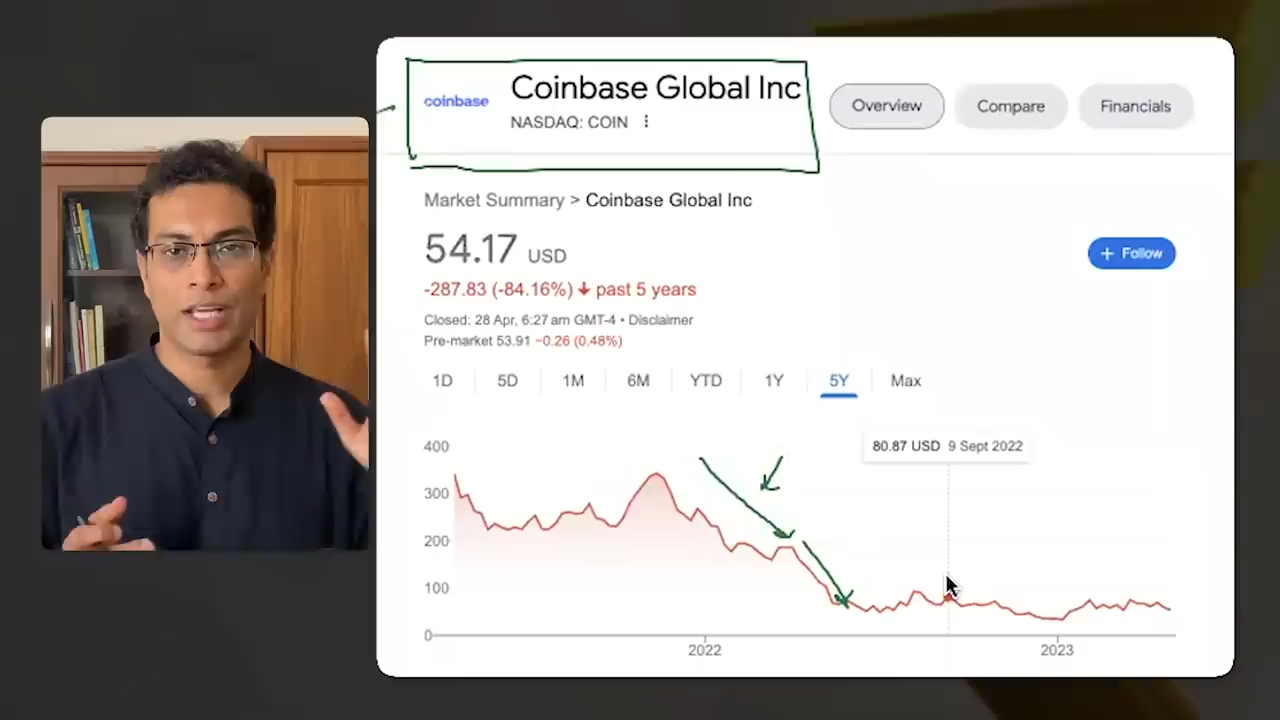 coinbase
Coinbase Global Inc
NASDAQ: COIN
Overview
Compare
Financials
Market Summary > Coinbase Global Inc
54.17 USD
+ Follow
-287.83 (-84.16%) ↓ past 5 years
Closed: 28 Apr, 6:27 am GMT-4 • Disclaimer
Pre-market 53.91 −0.26 (0.48%)
1D 5D 1M 6M YTD 1Y 5Y Max
80.87 USD 9 Sept 2022
400
300
200
100
0
2022 2023